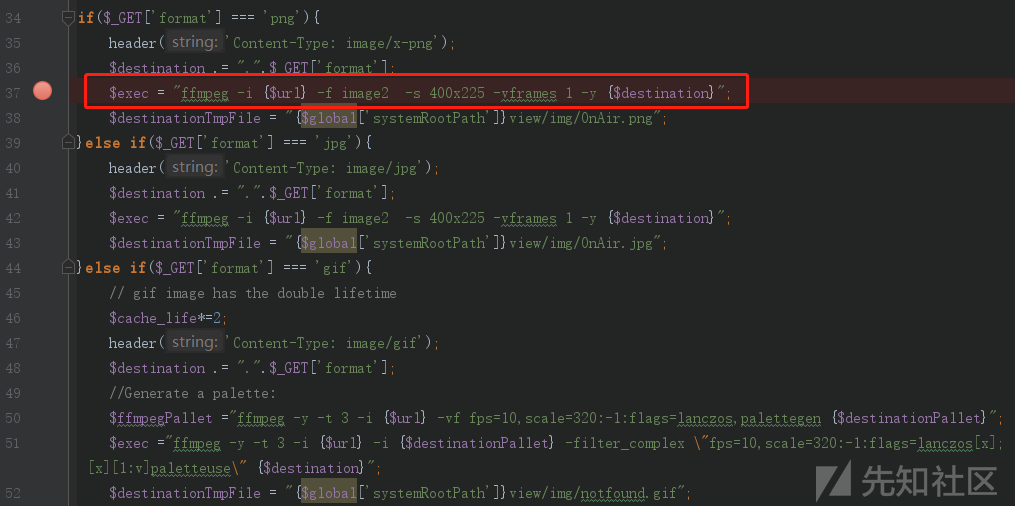 34 if($_GET['format'] === 'png'){
35 header( string: 'Content-Type: image/x-png');
36 $destination .= ".".$_GET['format'];
37 $exec = "ffmpeg -i {$url} -f image2  -s 400x225 -vframes 1 -y {$destination}";
38 $destinationTmpFile = "{$global['systemRootPath']}view/img/OnAir.png";
39 }else if($_GET['format'] === 'jpg'){
40 header( string: 'Content-Type: image/jpg');
41 $destination .= ".".$_GET['format'];
42 $exec = "ffmpeg -i {$url} -f image2  -s 400x225 -vframes 1 -y {$destination}";
43 $destinationTmpFile = "{$global['systemRootPath']}view/img/OnAir.jpg";
44 }else if($_GET['format'] === 'gif'){
45 // gif image has the double lifetime
46 $cache_life*=2;
47 header( string: 'Content-Type: image/gif');
48 $destination .= ".".$_GET['format'];
49 //Generate a palette:
50 $ffmpegPallet ="ffmpeg -y -t 3 -i {$url} -vf fps=10,scale=320:-1:flags=lanczos,palettegen {$destinationPallet}";
51 $exec ="ffmpeg -y -t 3 -i {$url} -i {$destinationPallet} -filter_complex \"fps=10,scale=320:-1:flags=lanczos[x];
[x][1:v]paletteuse\" {$destination}";
52 $destinationTmpFile = "{$global['systemRootPath']}view/img/notfound.gif";
先知社区